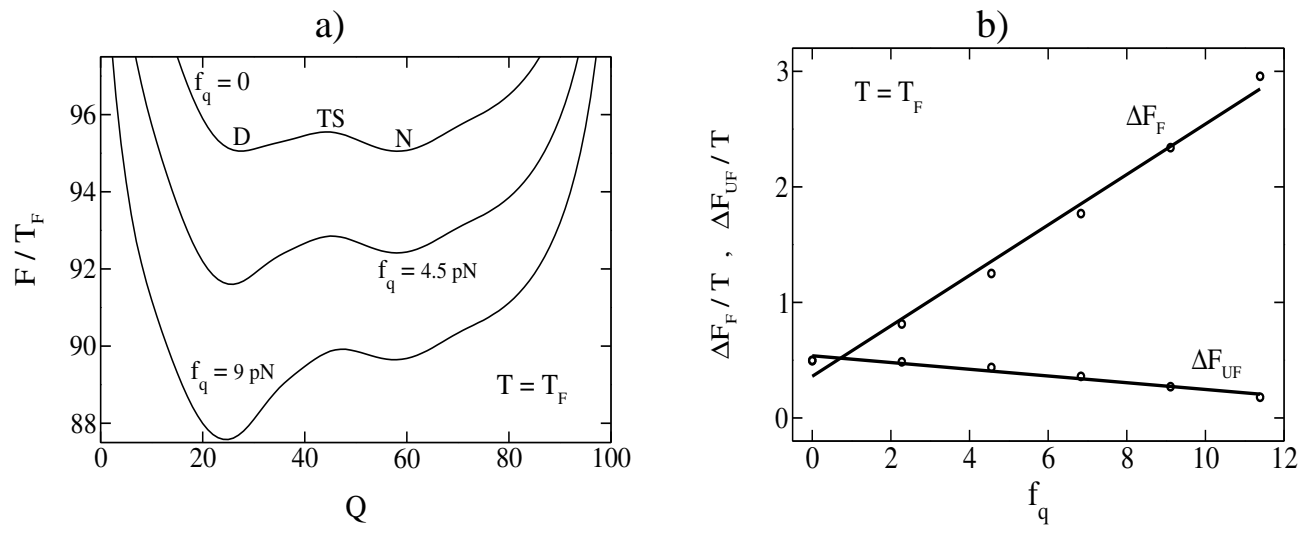 a)
f_q = 0
D
TS
N
f_q = 4.5 pN
f_q = 9 pN
T = T_F
F / T_F
96
94
92
90
88
0 20 40 60 80 100
Q
b)
T = T_F
ΔF_F
ΔF_UF
ΔF_F / T , ΔF_UF / T
3
2
1
0
0 2 4 6 8 10 12
f_q